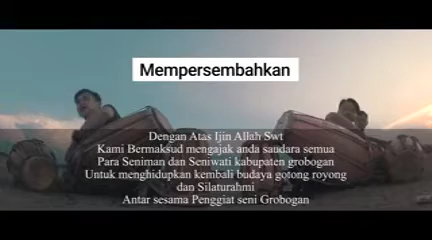 Mempersembahkan
Dengan Atas Ijin Allah Swt
Kami Bermaksud mengajak anda saudara semua
Para Seniman dan Seniwati kabupaten grobogan
Untuk menghidupkan kembali budaya gotong royong
dan Silaturahmi
Antar sesama Penggiat seni Grobogan